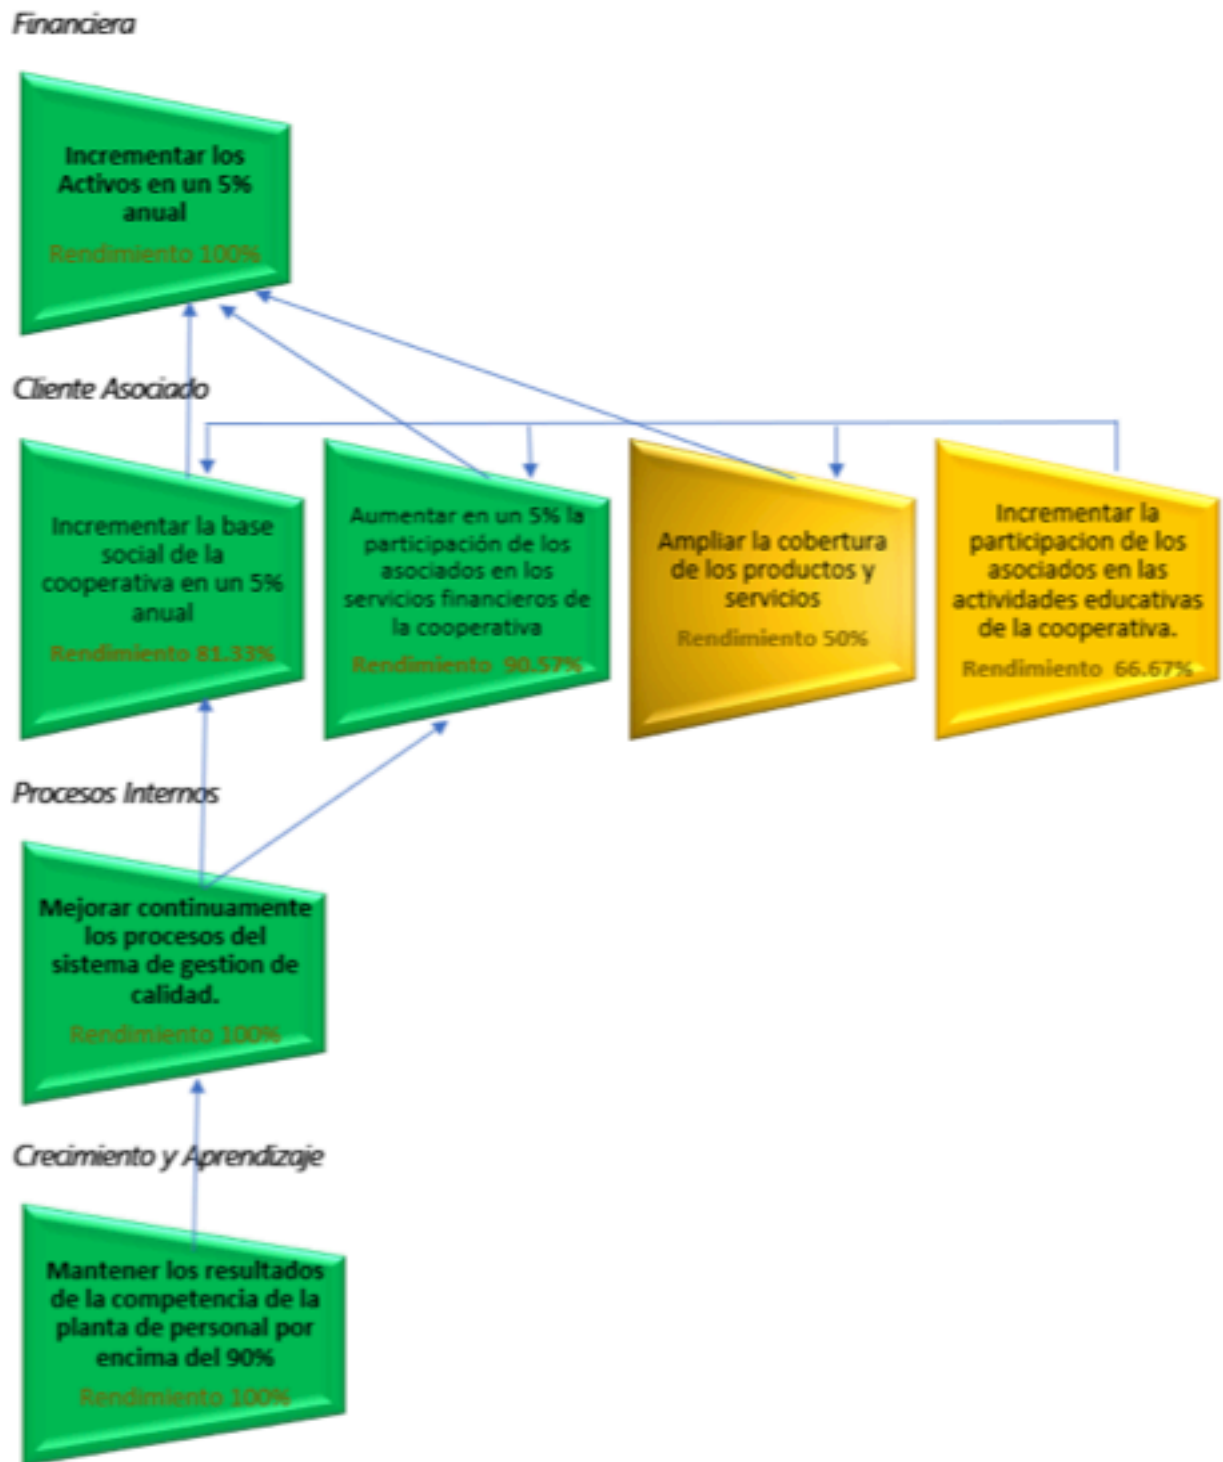 Financiera
Incrementar los
Activos en un 5%
anual
Rendimiento 100%
Cliente Asociado
Incrementar la base
social de la
cooperativa en un 5%
anual
Rendimiento 81.33%
Aumentar en un 5% la
participación de los
asociados en los
servicios financieros de
la cooperativa
Rendimiento 90.57%
Ampliar la cobertura
de los productos y
servicios
Rendimiento 50%
Incrementar la
participacion de los
asociados en las
actividades educativas
de la cooperativa.
Rendimiento 66.67%
Procesos Internos
Mejorar continuamente
los procesos del
sistema de gestion de
calidad.
Rendimiento 100%
Crecimiento y Aprendizaje
Mantener los resultados
de la competencia de la
planta de personal por
encima del 90%
Rendimiento 100%